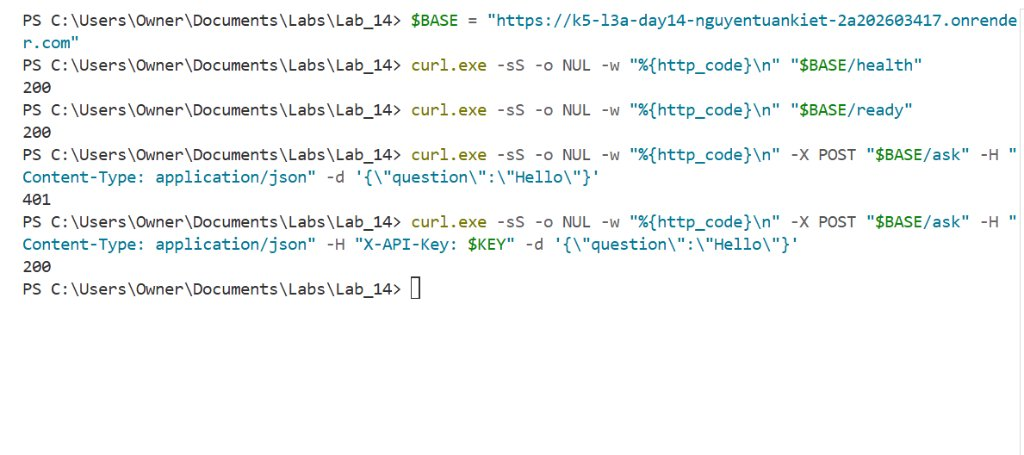 PS C:\Users\Owner\Documents\Labs\Lab_14> $BASE = "https://k5-l3a-day14-nguyentuankiet-2a202603417.onrende
r.com"
PS C:\Users\Owner\Documents\Labs\Lab_14> curl.exe -sS -o NUL -w "%{http_code}\n" "$BASE/health"
200
PS C:\Users\Owner\Documents\Labs\Lab_14> curl.exe -sS -o NUL -w "%{http_code}\n" "$BASE/ready"
200
PS C:\Users\Owner\Documents\Labs\Lab_14> curl.exe -sS -o NUL -w "%{http_code}\n" -X POST "$BASE/ask" -H "
Content-Type: application/json" -d '{\"question\":\"Hello\"}'
401
PS C:\Users\Owner\Documents\Labs\Lab_14> curl.exe -sS -o NUL -w "%{http_code}\n" -X POST "$BASE/ask" -H "
Content-Type: application/json" -H "X-API-Key: $KEY" -d '{\"question\":\"Hello\"}'
200
PS C:\Users\Owner\Documents\Labs\Lab_14>